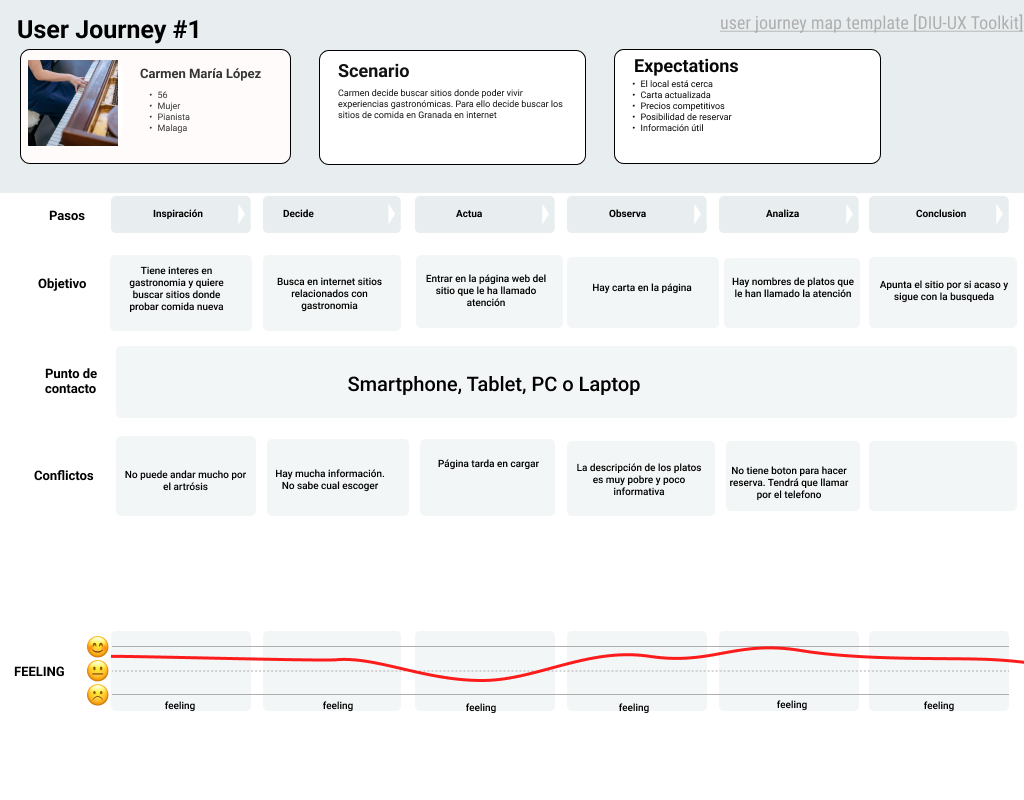 User Journey #1
user journey map template [DIU-UX Toolkit]
Carmen María López
• 56
• Mujer
• Pianista
• Malaga
Scenario
Carmen decide buscar sitios donde poder vivir
experiencias gastronómicas. Para ello decide buscar los
sitios de comida en Granada en internet
Expectations
• El local está cerca
• Carta actualizada
• Precios competitivos
• Posibilidad de reservar
• Información útil
Pasos
Inspiración
Decide
Actua
Observa
Analiza
Conclusion
Objetivo
Tiene interes en
gastronomia y quiere
buscar sitios donde
probar comida nueva
Busca en internet sitios
relacionados con
gastronomia
Entrar en la página web del
sitio que le ha llamado
atención
Hay carta en la página
Hay nombres de platos que
le han llamado la atención
Apunta el sitio por si acaso y
sigue con la busqueda
Punto de
contacto
Smartphone, Tablet, PC o Laptop
Conflictos
No puede andar mucho por
el artrósis
Hay mucha información.
No sabe cual escoger
Página tarda en cargar
La descripción de los platos
es muy pobre y poco
informativa
No tiene boton para hacer
reserva. Tendrá que llamar
por el telefono
FEELING
feeling
feeling
feeling
feeling
feeling
feeling